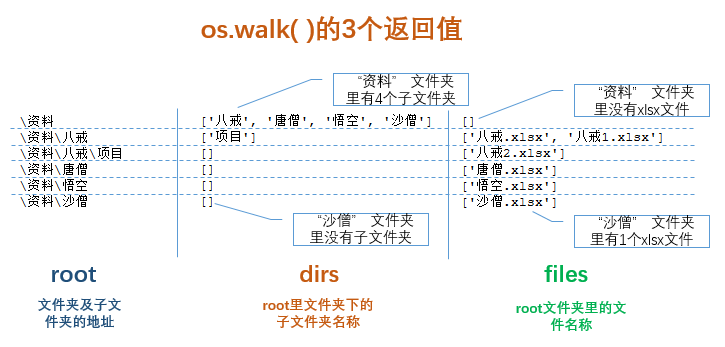 os.walk( )的3个返回值
“资料” 文件夹
里有4个子文件夹
“资料” 文件夹
里没有xlsx文件
\资料 ['八戒', '唐僧', '悟空', '沙僧'] []
\资料\八戒 ['项目'] ['八戒.xlsx', '八戒1.xlsx']
\资料\八戒\项目 [] ['八戒2.xlsx']
\资料\唐僧 [] ['唐僧.xlsx']
\资料\悟空 [] ['悟空.xlsx']
\资料\沙僧 [] ['沙僧.xlsx']
“沙僧” 文件夹
里没有子文件夹
“沙僧” 文件夹
里有1个xlsx文件
root
文件夹及子文
件夹的地址
dirs
root里文件夹下的
子文件夹名称
files
root文件夹里的文
件名称